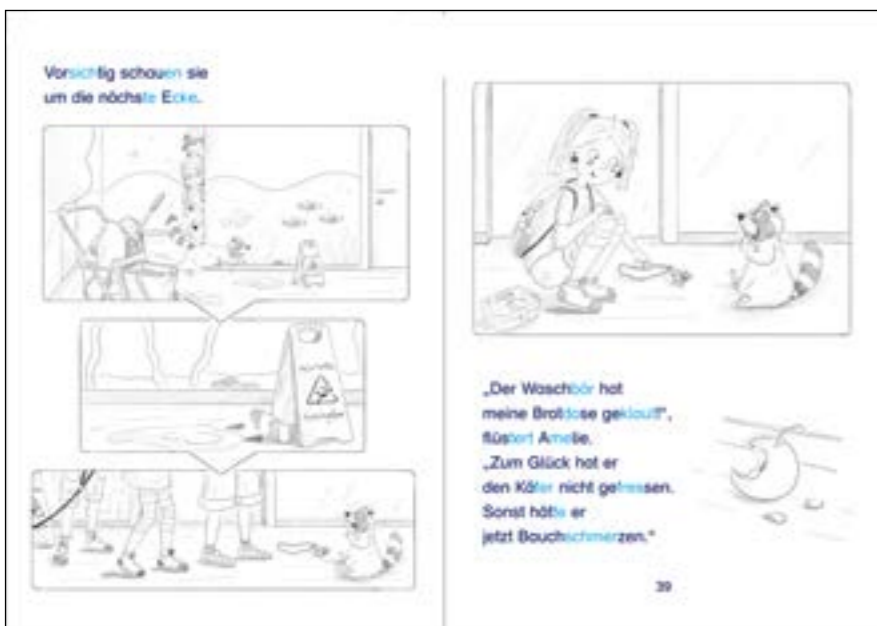 Vorsichtig schauen sie
um die nächste Ecke.
„Der Waschbär hat
meine Brotdose geklaut!“,
flüstert Amelie.
„Zum Glück hat er
den Käfer nicht gefressen.
Sonst hätte er
jetzt Bauchschmerzen.“
39